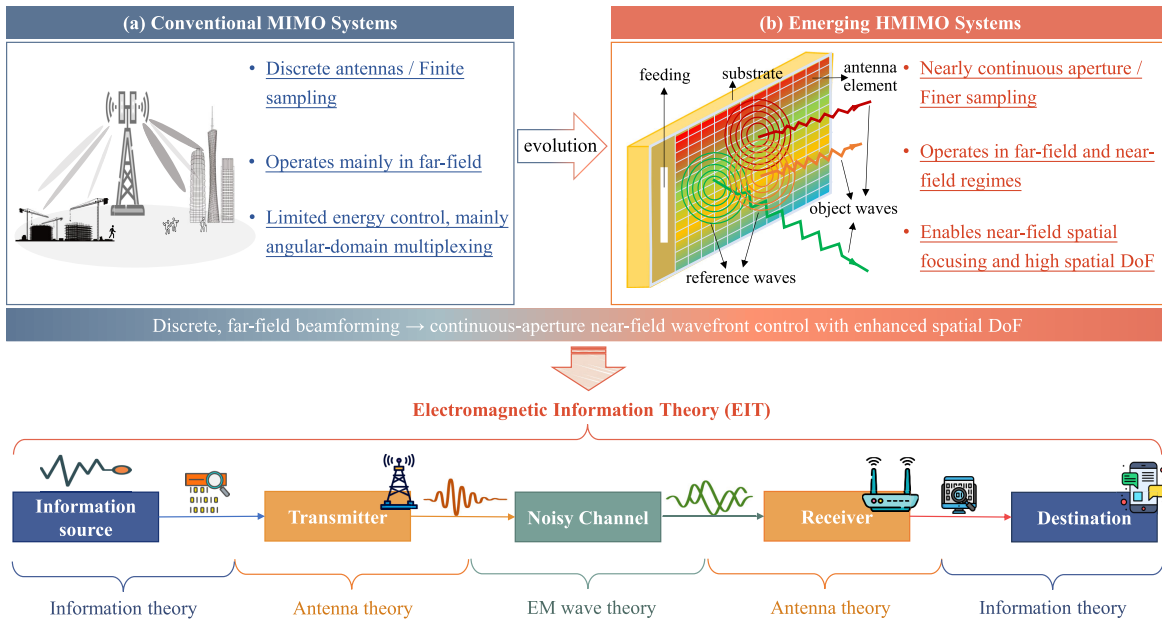 (a) Conventional MIMO Systems
• Discrete antennas / Finite
sampling
• Operates mainly in far-field
• Limited energy control, mainly
angular-domain multiplexing
evolution
(b) Emerging HMIMO Systems
feeding
substrate
antenna
element
object waves
reference waves
• Nearly continuous aperture /
Finer sampling
• Operates in far-field and near-
field regimes
• Enables near-field spatial
focusing and high spatial DoF
Discrete, far-field beamforming → continuous-aperture near-field wavefront control with enhanced spatial DoF
Electromagnetic Information Theory (EIT)
Information
source
Transmitter
Noisy Channel
Receiver
Destination
Information theory
Antenna theory
EM wave theory
Antenna theory
Information theory